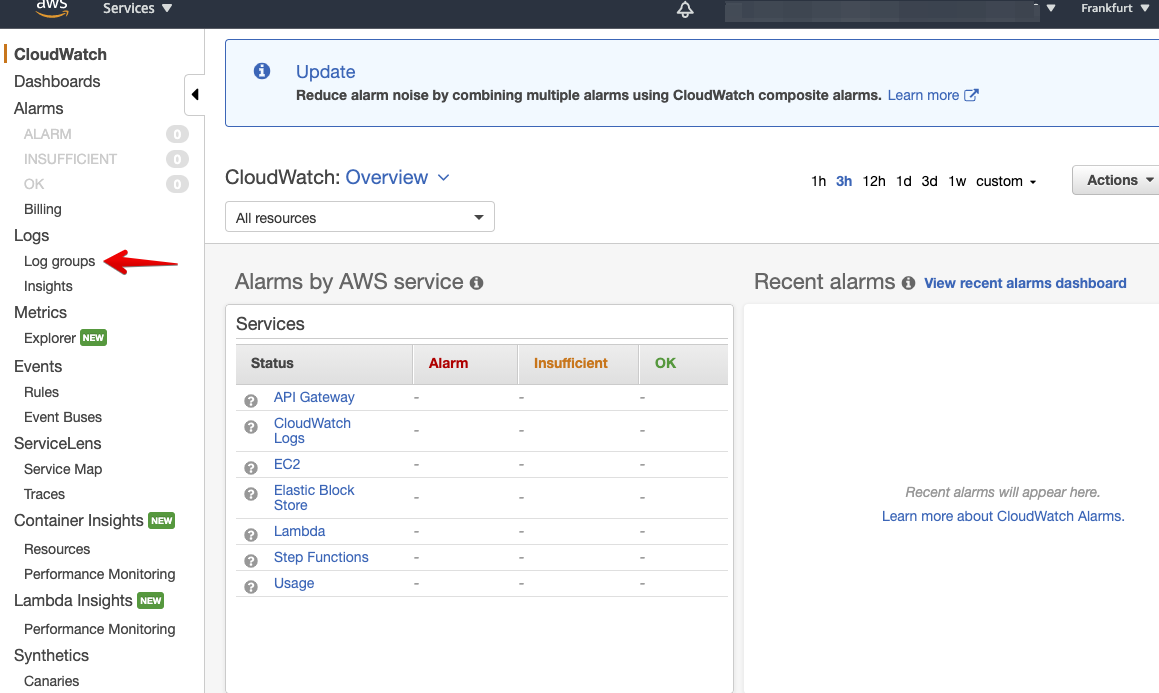 aws
Services
Frankfurt
CloudWatch
Dashboards
Alarms
ALARM 0
INSUFFICIENT 0
OK 0
Billing
Logs
Log groups
Insights
Metrics
Explorer NEW
Events
Rules
Event Buses
ServiceLens
Service Map
Traces
Container Insights NEW
Resources
Performance Monitoring
Lambda Insights NEW
Performance Monitoring
Synthetics
Canaries
Update
Reduce alarm noise by combining multiple alarms using CloudWatch composite alarms. Learn more
CloudWatch: Overview
1h 3h 12h 1d 3d 1w custom
Actions
All resources
Alarms by AWS service
Services
Status Alarm Insufficient OK
API Gateway - - -
CloudWatch
Logs - - -
EC2 - - -
Elastic Block
Store - - -
Lambda - - -
Step Functions - - -
Usage - - -
Recent alarms View recent alarms dashboard
Recent alarms will appear here.
Learn more about CloudWatch Alarms.